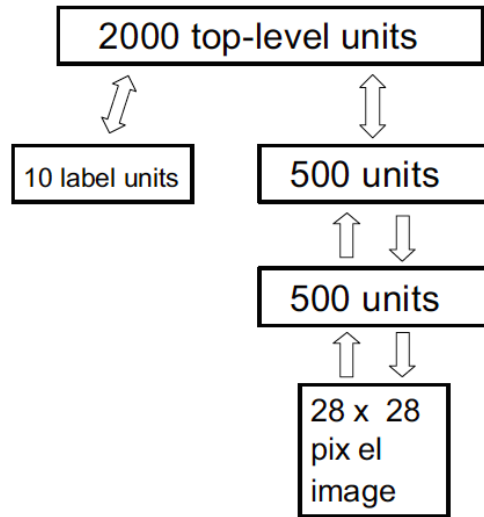 2000 top-level units
10 label units
500 units
500 units
28 x 28
pix el
image